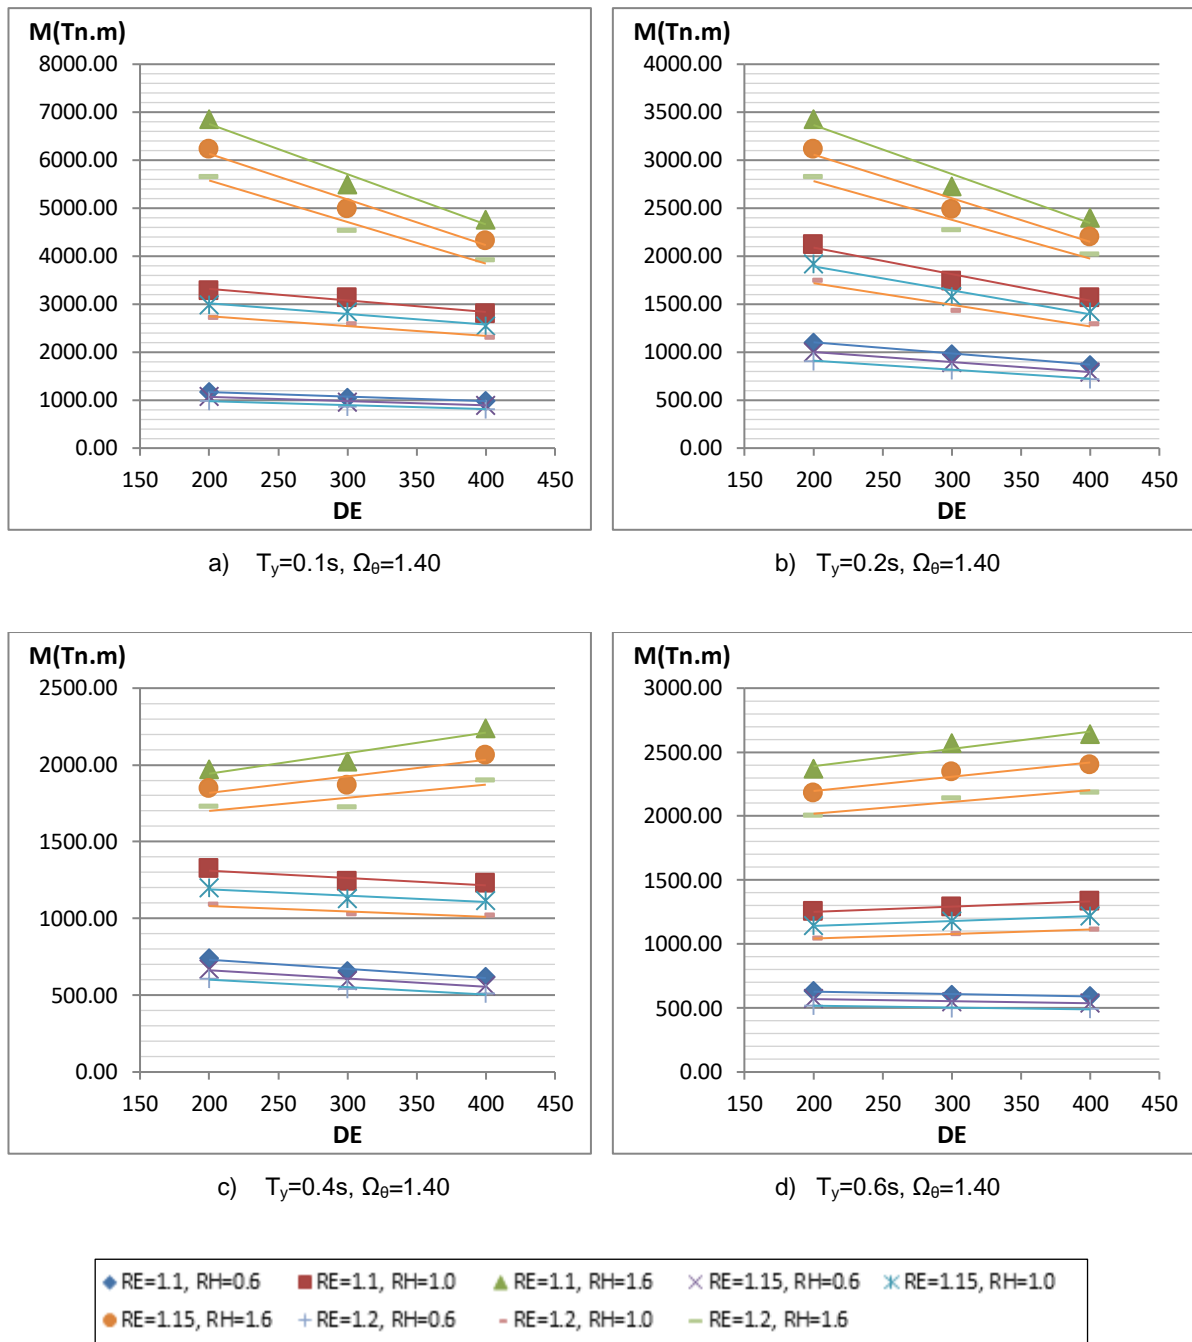 M(Tn.m)
8000.00
7000.00
6000.00
5000.00
4000.00
3000.00
2000.00
1000.00
0.00
150 200 250 300 350 400 450
DE
a) Ty=0.1s, Ωθ=1.40
M(Tn.m)
4000.00
3500.00
3000.00
2500.00
2000.00
1500.00
1000.00
500.00
0.00
150 200 250 300 350 400 450
DE
b) Ty=0.2s, Ωθ=1.40
M(Tn.m)
2500.00
2000.00
1500.00
1000.00
500.00
0.00
150 200 250 300 350 400 450
DE
c) Ty=0.4s, Ωθ=1.40
M(Tn.m)
3000.00
2500.00
2000.00
1500.00
1000.00
500.00
0.00
150 200 250 300 350 400 450
DE
d) Ty=0.6s, Ωθ=1.40
RE=1.1, RH=0.6 RE=1.1, RH=1.0 RE=1.1, RH=1.6 RE=1.15, RH=0.6 RE=1.15, RH=1.0
RE=1.15, RH=1.6 RE=1.2, RH=0.6 RE=1.2, RH=1.0 RE=1.2, RH=1.6